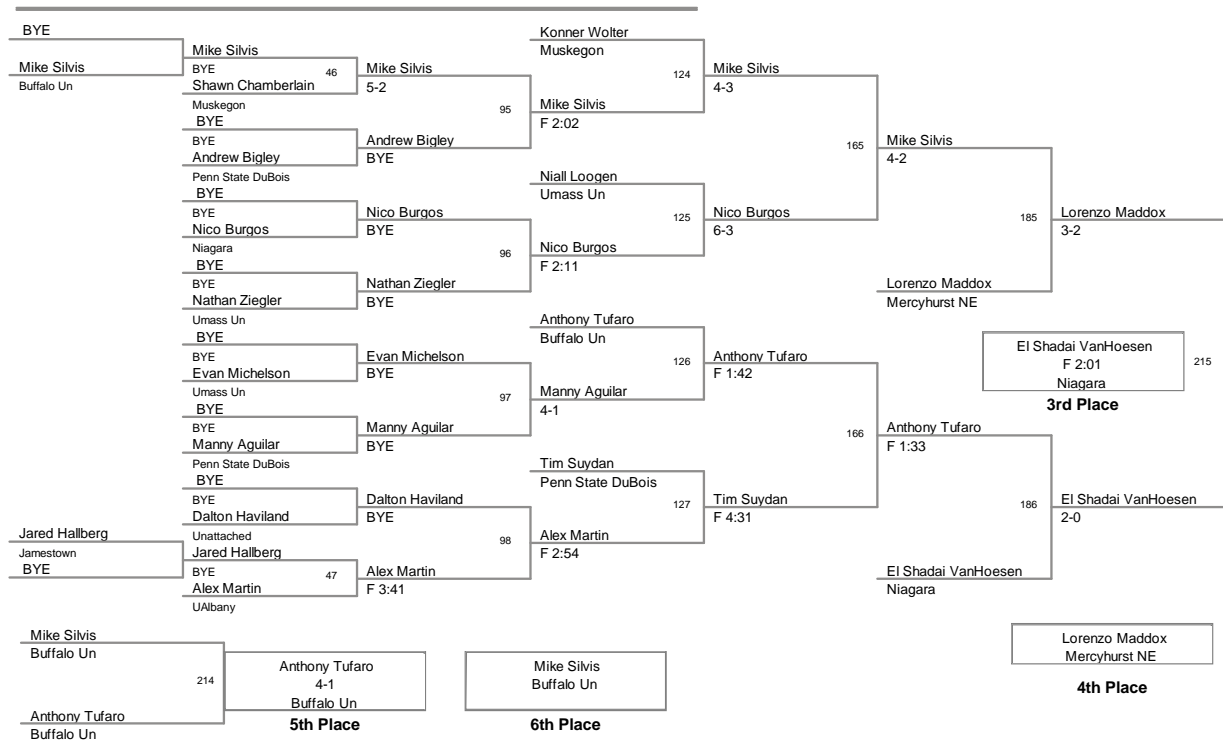 BYE
Mike Silvis
Buffalo Un
Mike Silvis
BYE
46
Shawn Chamberlain
Muskegon
BYE
BYE
Andrew Bigley
Penn State DuBois
BYE
BYE
Nico Burgos
Niagara
BYE
BYE
Nathan Ziegler
Umass Un
BYE
BYE
Evan Michelson
Umass Un
BYE
BYE
Manny Aguilar
Penn State DuBois
BYE
BYE
Dalton Haviland
Unattached
Jared Hallberg
Jamestown
BYE
Jared Hallberg
BYE
47
Alex Martin
UAlbany
Mike Silvis
5-2
95
Andrew Bigley
BYE
Nico Burgos
BYE
96
Nathan Ziegler
BYE
Evan Michelson
BYE
97
Manny Aguilar
BYE
Dalton Haviland
BYE
98
Alex Martin
F 3:41
Konner Wolter
Muskegon
124
Mike Silvis
F 2:02
Niall Loogen
Umass Un
125
Nico Burgos
F 2:11
Anthony Tufaro
Buffalo Un
126
Manny Aguilar
4-1
Tim Suydan
Penn State DuBois
127
Alex Martin
F 2:54
Mike Silvis
4-3
165
Nico Burgos
6-3
Anthony Tufaro
F 1:42
166
Tim Suydan
F 4:31
Mike Silvis
4-2
185
Lorenzo Maddox
Mercyhurst NE
Anthony Tufaro
F 1:33
186
El Shadai VanHoesen
Niagara
Lorenzo Maddox
3-2
El Shadai VanHoesen
F 2:01
Niagara
215
3rd Place
El Shadai VanHoesen
2-0
Lorenzo Maddox
Mercyhurst NE
4th Place
Mike Silvis
Buffalo Un
214
Anthony Tufaro
Buffalo Un
Anthony Tufaro
4-1
Buffalo Un
5th Place
Mike Silvis
Buffalo Un
6th Place